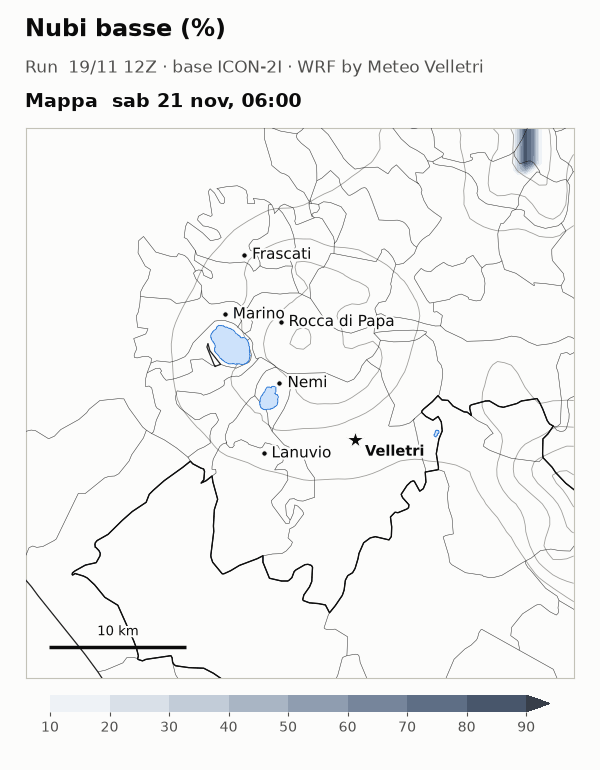 Nubi basse (%)
Run  19/11 12Z · base ICON-2I · WRF by Meteo Velletri
Mappa  sab 21 nov, 06:00
Frascati
Marino
Rocca di Papa
Nemi
Velletri
Lanuvio
10 km
10 20 30 40 50 60 70 80 90